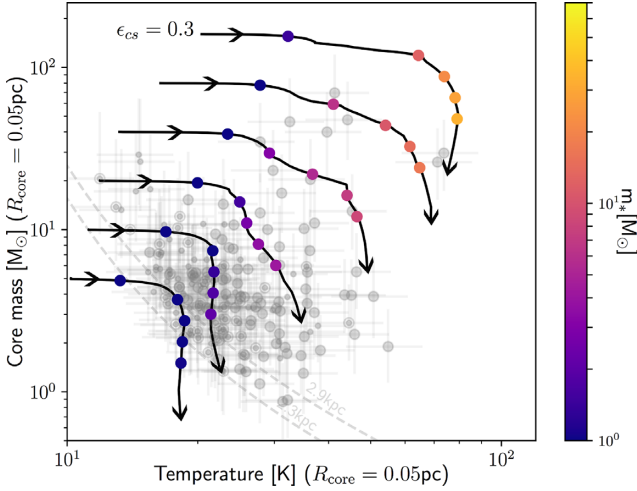 ϵcs = 0.3
10²
10¹
10⁰
Core mass [M⊙] (Rcore = 0.05pc)
2.9kpc
1.3kpc
10¹
10²
Temperature [K] (Rcore = 0.05pc)
10¹
10⁰
m*[M⊙]